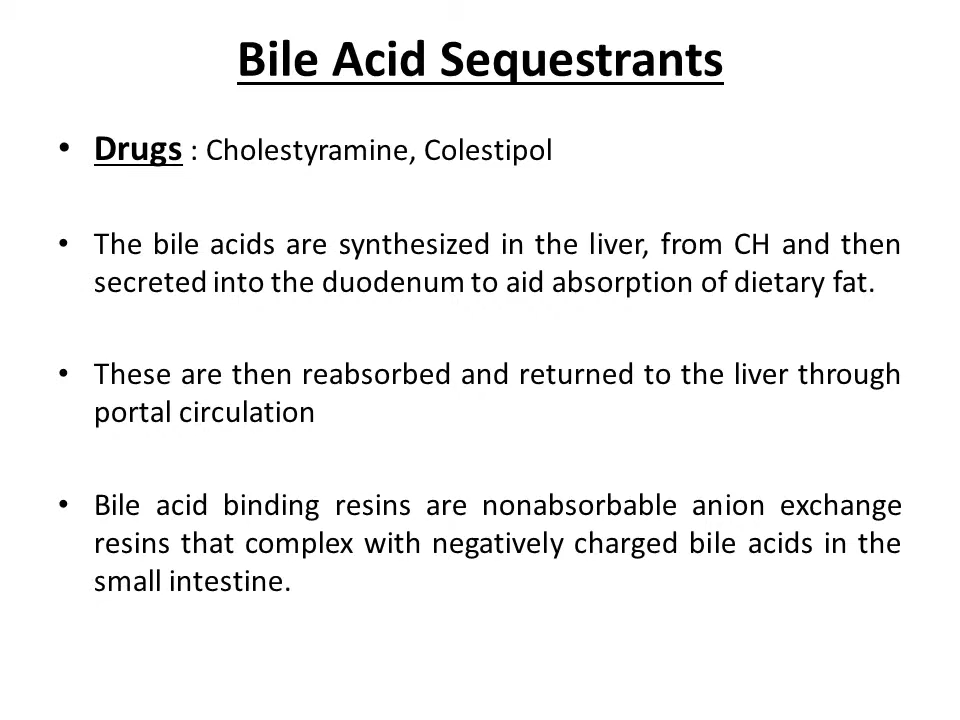 Bile Acid Sequestrants
• Drugs : Cholestyramine, Colestipol
• The bile acids are synthesized in the liver, from CH and then
secreted into the duodenum to aid absorption of dietary fat.
• These are then reabsorbed and returned to the liver through
portal circulation
• Bile acid binding resins are nonabsorbable anion exchange
resins that complex with negatively charged bile acids in the
small intestine.